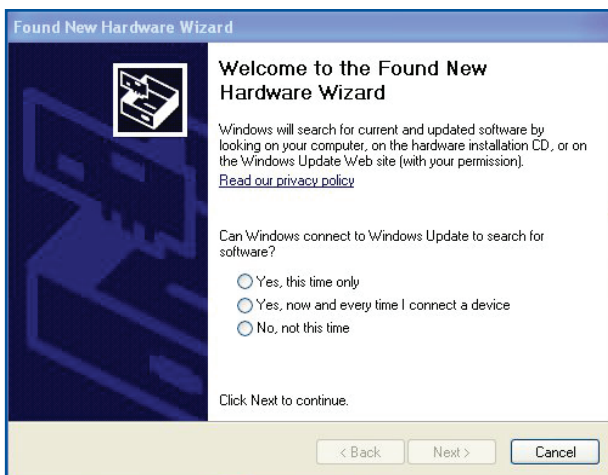 Found New Hardware Wizard
Welcome to the Found New
Hardware Wizard
Windows will search for current and updated software by
looking on your computer, on the hardware installation CD, or on
the Windows Update Web site (with your permission).
Read our privacy policy
Can Windows connect to Windows Update to search for
software?
Yes, this time only
Yes, now and every time I connect a device
No, not this time
Click Next to continue.
< Back Next > Cancel